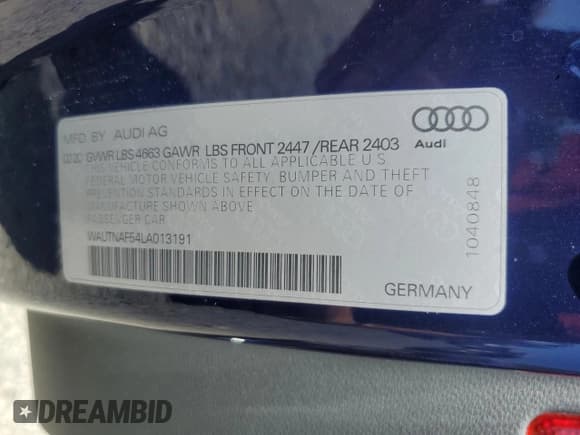 MFD BY AUDI AG
GVWR LBS 4663 GAWR LBS FRONT 2447 /REAR 2403
THIS VEHICLE CONFORMS TO ALL APPLICABLE U.S.
FEDERAL MOTOR VEHICLE SAFETY, BUMPER AND THEFT
PREVENTION STANDARDS IN EFFECT ON THE DATE OF
MANUFACTURE SHOWN ABOVE
PASSENGER CAR
WAUTNAF54LA013191
Audi
1040848
GERMANY
DREAMBID